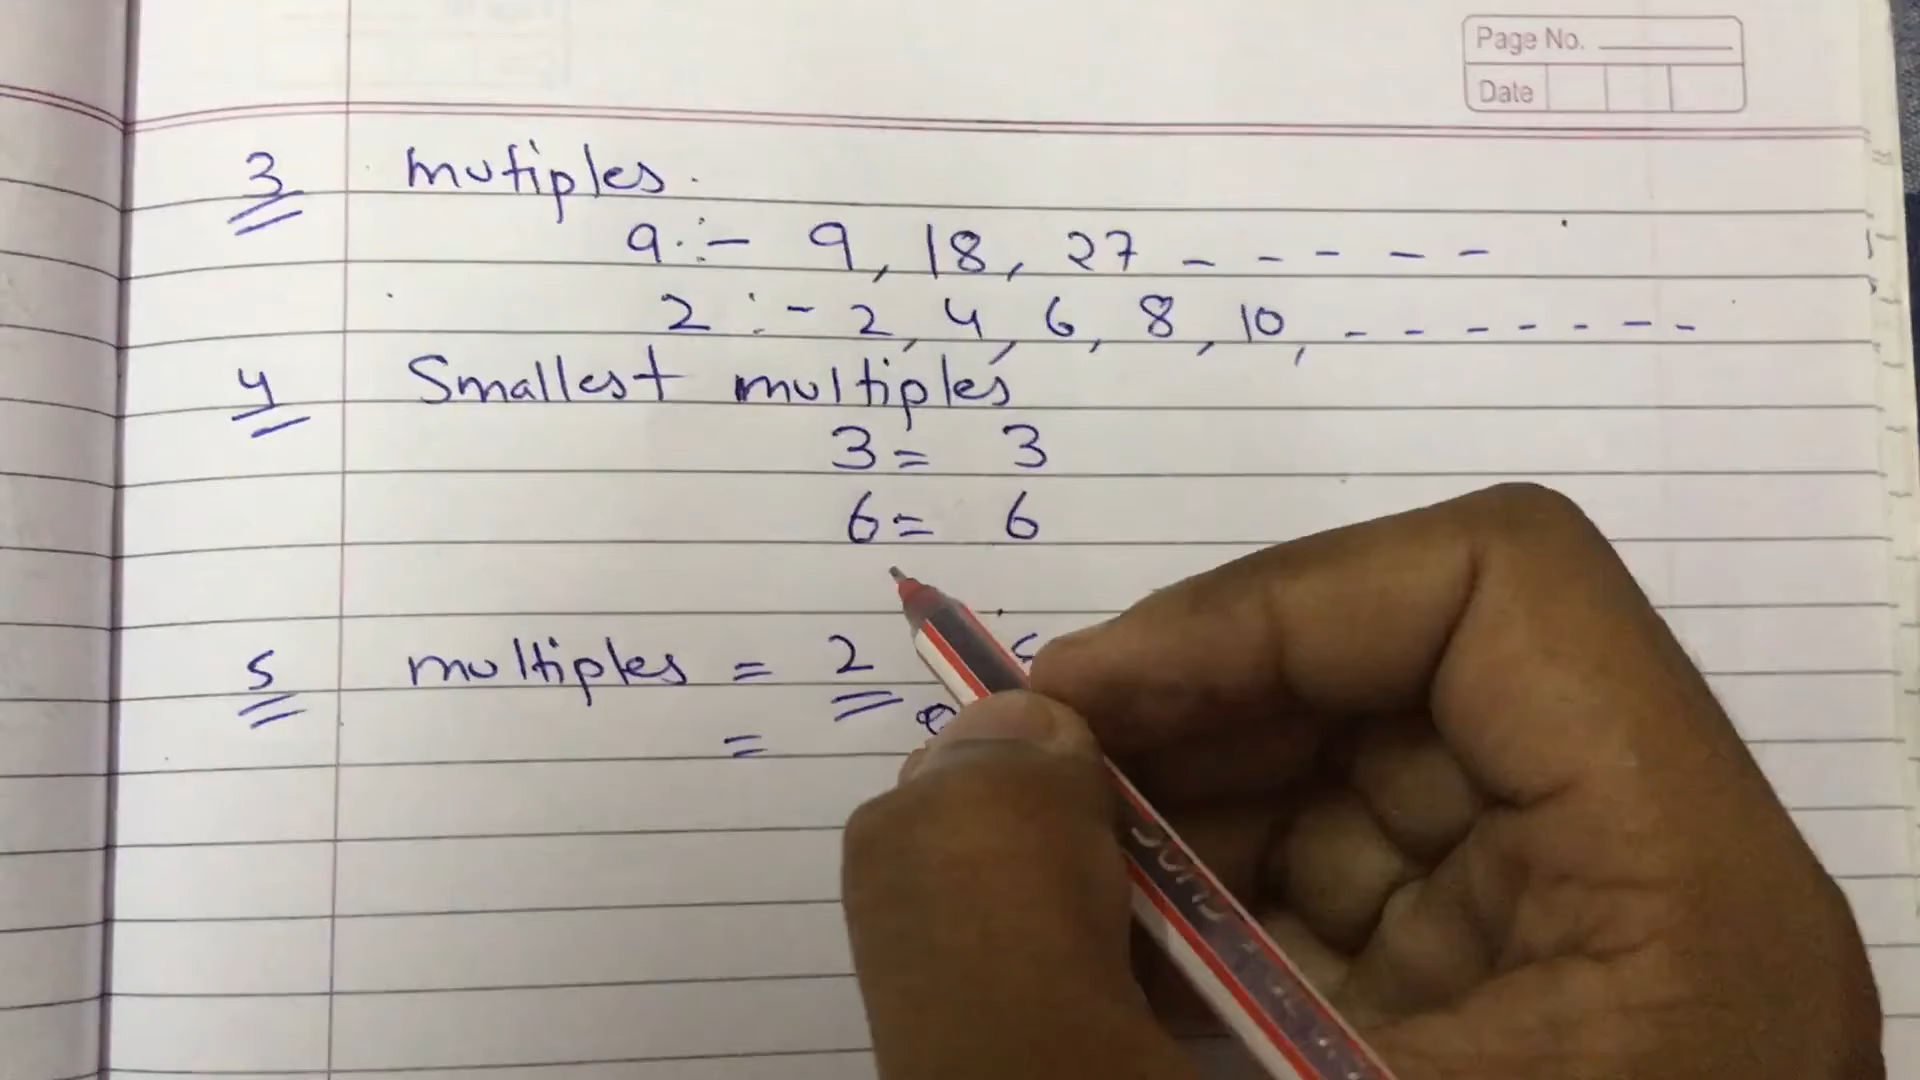 Page No.
Date
3 mutiples.
9 :- 9, 18, 27 - - - - -
2 :- 2, 4, 6, 8, 10, - - - - - - -
4 Smallest multiples
3 = 3
6 = 6
5 multiples = 2
=